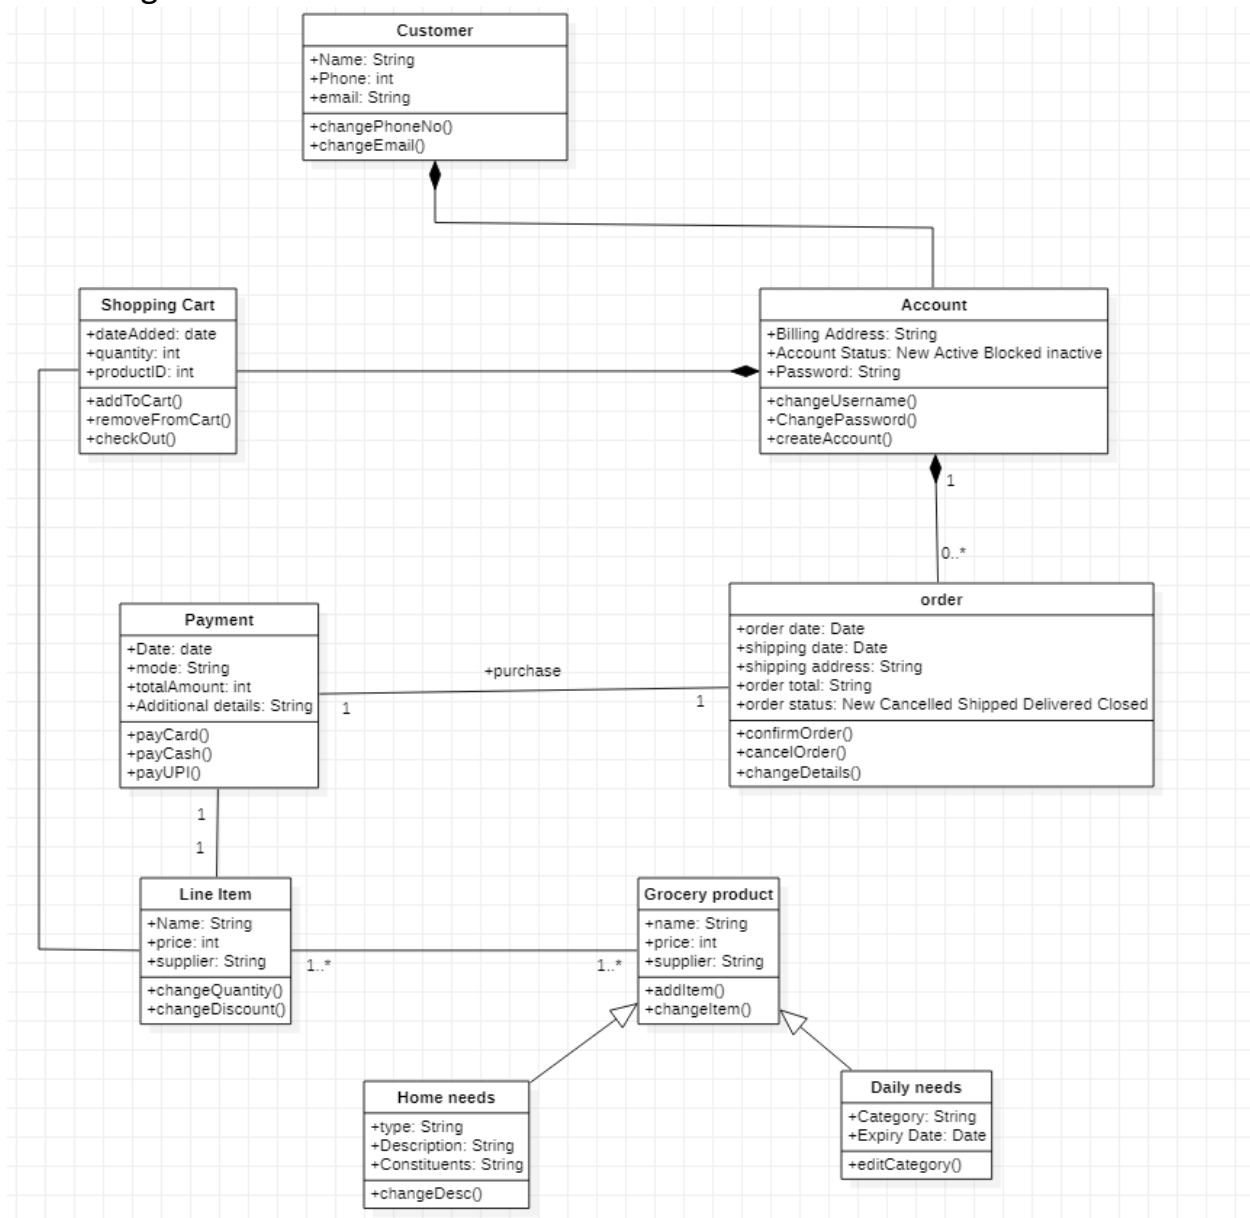 Customer
+Name: String
+Phone: int
+email: String
+changePhoneNo()
+changeEmail()
Shopping Cart
+dateAdded: date
+quantity: int
+productID: int
+addToCart()
+removeFromCart()
+checkOut()
Account
+Billing Address: String
+Account Status: New Active Blocked inactive
+Password: String
+changeUsername()
+ChangePassword()
+createAccount()
1
0..*
order
+order date: Date
+shipping date: Date
+shipping address: String
+order total: String
+order status: New Cancelled Shipped Delivered Closed
+confirmOrder()
+cancelOrder()
+changeDetails()
Payment
+Date: date
+mode: String
+totalAmount: int
+Additional details: String
+payCard()
+payCash()
+payUPI()
+purchase
1
1
1
1
Line Item
+Name: String
+price: int
+supplier: String
+changeQuantity()
+changeDiscount()
1..*
1..*
Grocery product
+name: String
+price: int
+supplier: String
+addItem()
+changeItem()
Home needs
+type: String
+Description: String
+Constituents: String
+changeDesc()
Daily needs
+Category: String
+Expiry Date: Date
+editCategory()